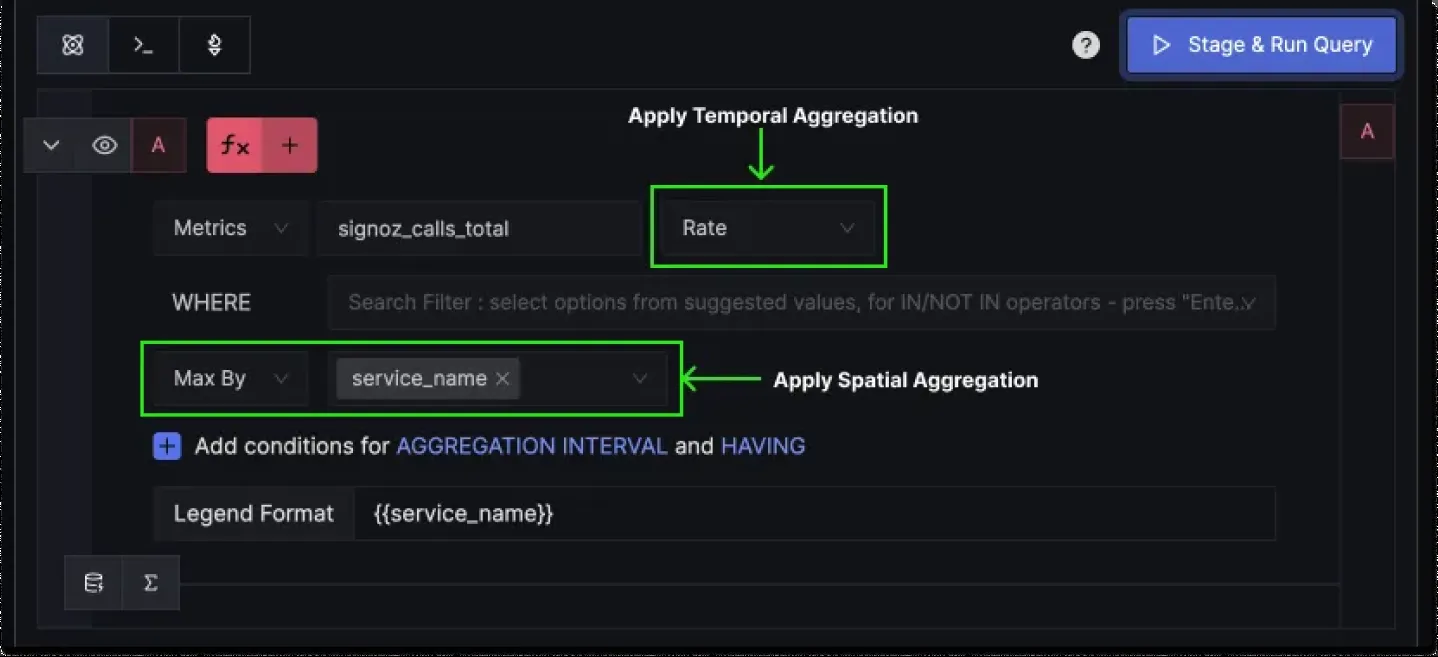 >_
? Stage & Run Query
Apply Temporal Aggregation
A fx + A
Metrics signoz_calls_total Rate
WHERE Search Filter : select options from suggested values, for IN/NOT IN operators - press "Ente...
Max By service_name × Apply Spatial Aggregation
+ Add conditions for AGGREGATION INTERVAL and HAVING
Legend Format {{service_name}}
Σ